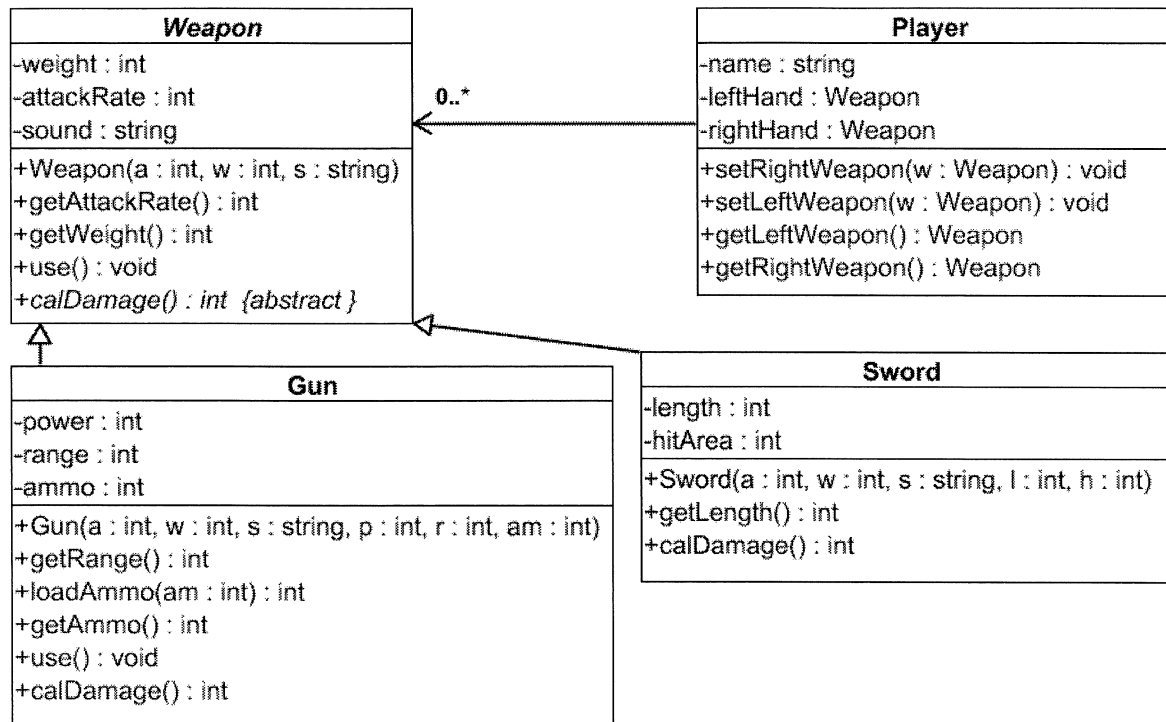 Weapon
-weight : int
-attackRate : int
-sound : string
+Weapon(a : int, w : int, s : string)
+getAttackRate() : int
+getWeight() : int
+use() : void
+calDamage() : int {abstract }
0..*
Player
-name : string
-leftHand : Weapon
-rightHand : Weapon
+setRightWeapon(w : Weapon) : void
+setLeftWeapon(w : Weapon) : void
+getLeftWeapon() : Weapon
+getRightWeapon() : Weapon
Gun
-power : int
-range : int
-ammo : int
+Gun(a : int, w : int, s : string, p : int, r : int, am : int)
+getRange() : int
+loadAmmo(am : int) : int
+getAmmo() : int
+use() : void
+calDamage() : int
Sword
-length : int
-hitArea : int
+Sword(a : int, w : int, s : string, l : int, h : int)
+getLength() : int
+calDamage() : int